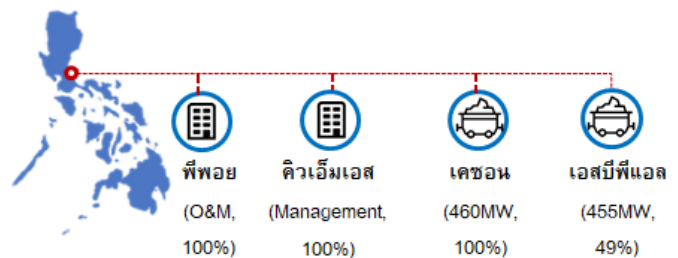 พีพอย คิวเอ็มเอส เคซอน เอสบีพีแอล
(O&M, (Management, (460MW, (455MW,
100%) 100%) 100%) 49%)